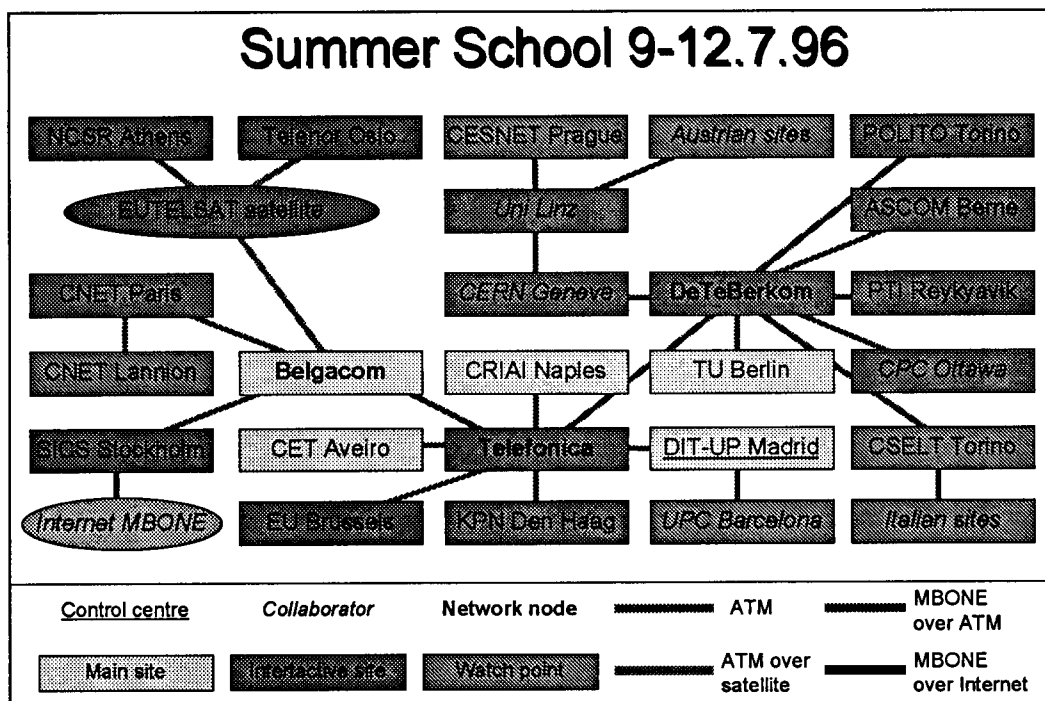 Summer School 9-12.7.96
NCSR Athens
Telenor Oslo
CESNET Prague
Austrian sites
POLITO Torino
EUTELSAT satellite
Uni Linz
ASCOM Berne
CNET Paris
CERN Geneve
DeTeBerkom
PTI Reykyavik
CNET Lannion
Belgacom
CRIAI Naples
TU Berlin
CPC Ottawa
SICS Stockholm
CET Aveiro
Telefonica
DIT-UP Madrid
CSELT Torino
Internet MBONE
EU Brussels
KPN Den Haag
UPC Barcelona
Italian sites
Control centre
Collaborator
Network node
ATM
MBONE
over ATM
Main site
Intertactive site
Watch point
ATM over
satellite
MBONE
over Internet